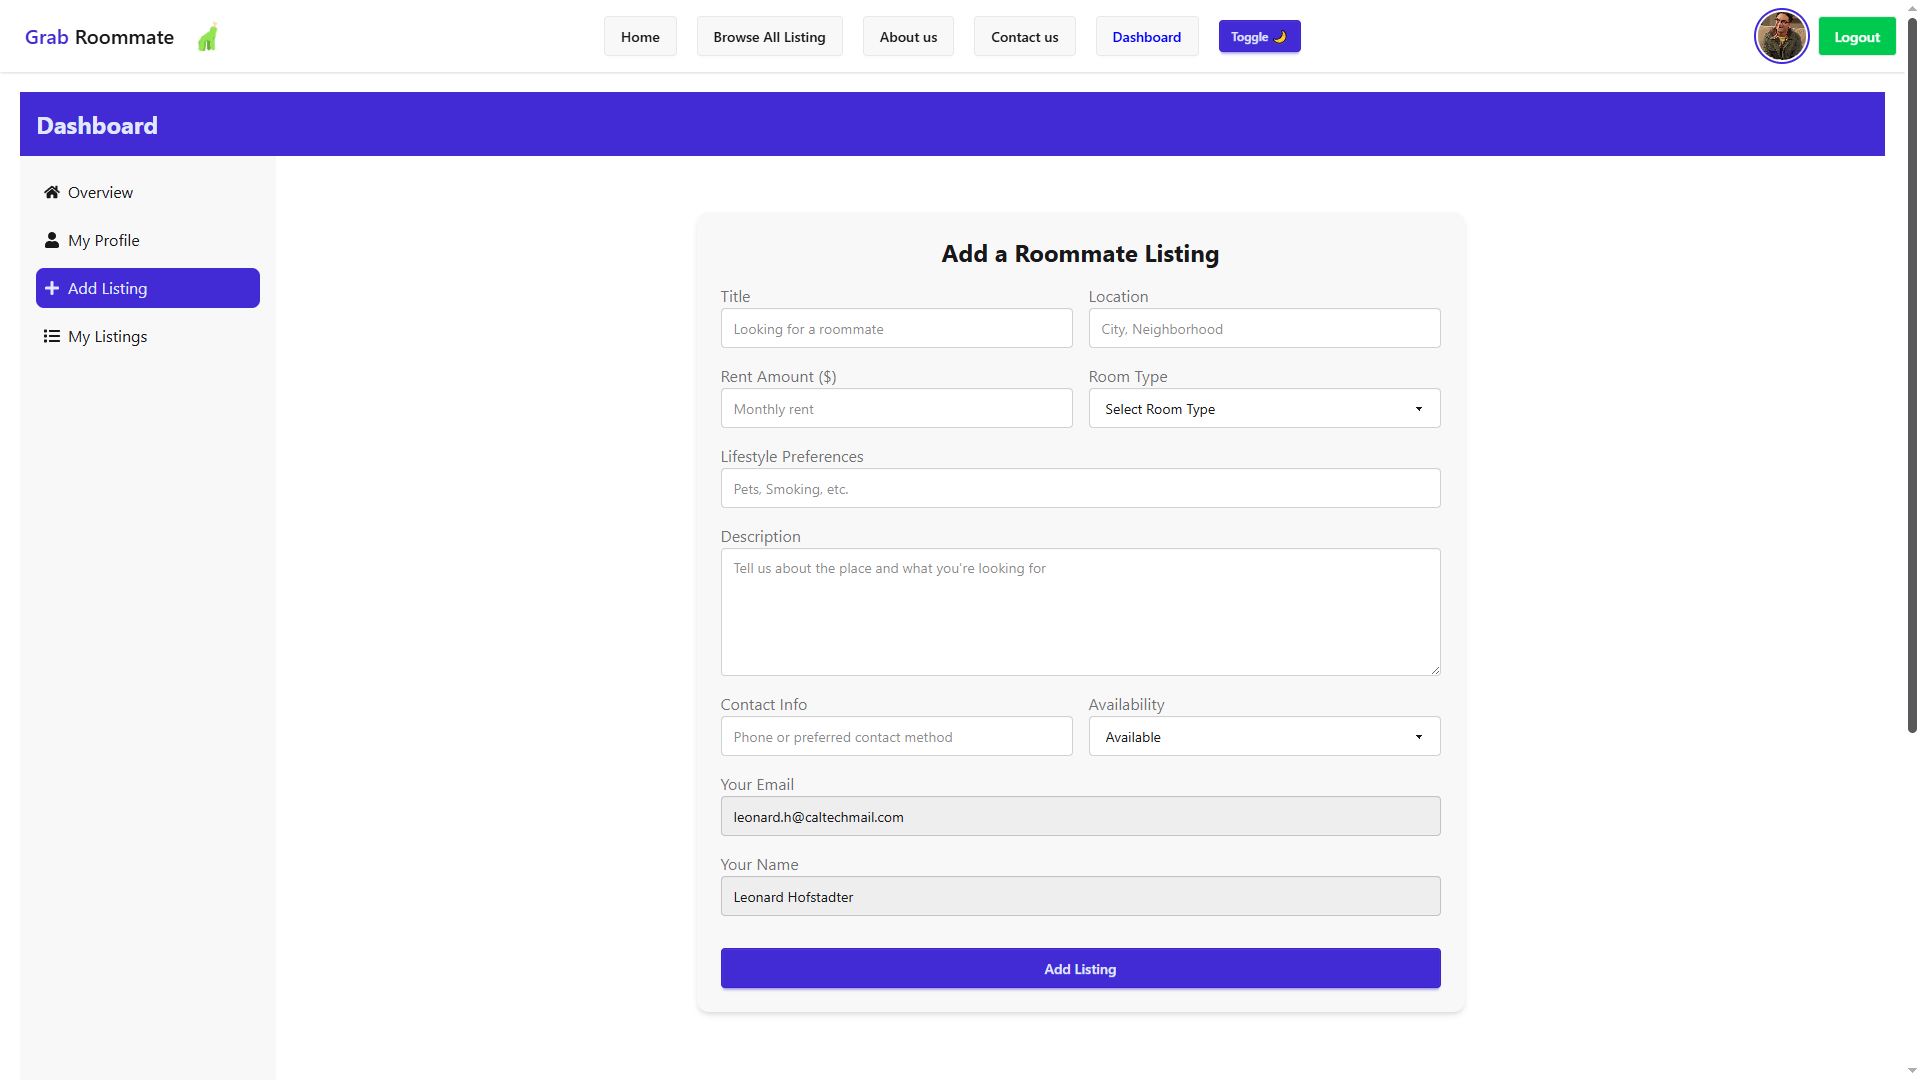 Grab Roommate
Home
Browse All Listing
About us
Contact us
Dashboard
Toggle 🌙
Logout
Dashboard
Overview
My Profile
Add Listing
My Listings
Add a Roommate Listing
Title
Location
Looking for a roommate
City, Neighborhood
Rent Amount ($)
Room Type
Monthly rent
Select Room Type
Lifestyle Preferences
Pets, Smoking, etc.
Description
Tell us about the place and what you're looking for
Contact Info
Availability
Phone or preferred contact method
Available
Your Email
leonard.h@caltechmail.com
Your Name
Leonard Hofstadter
Add Listing